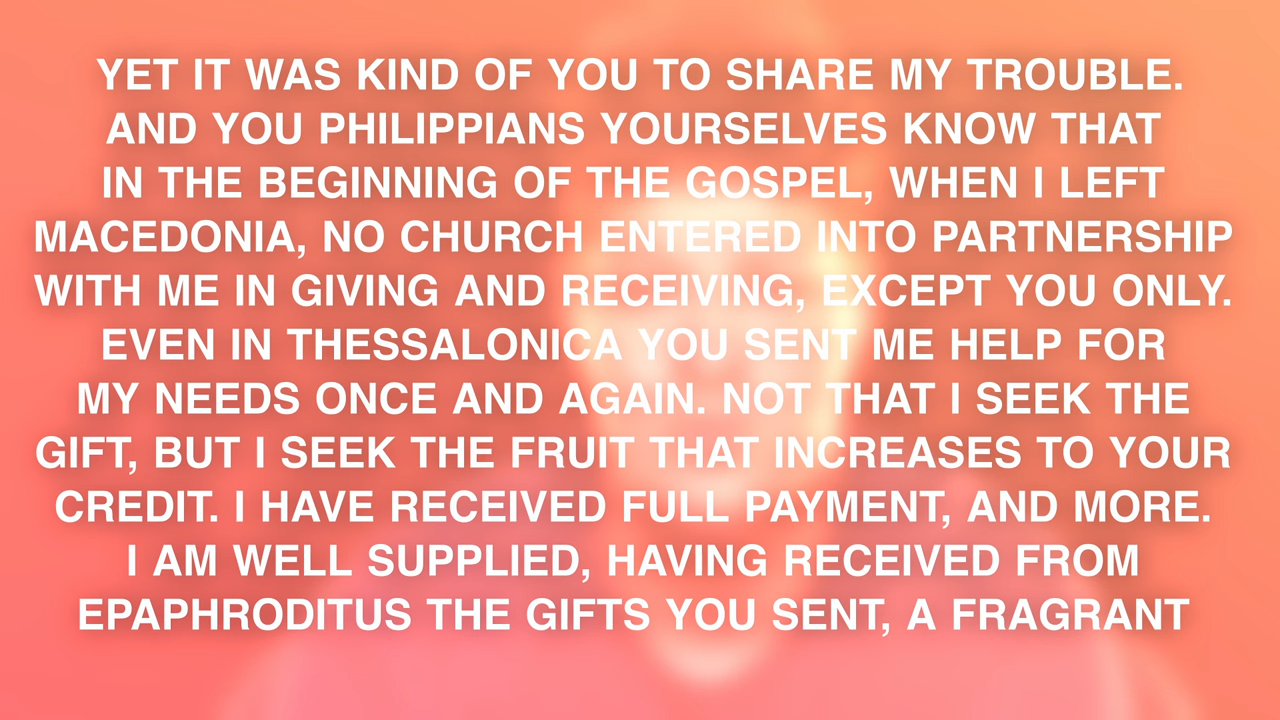 YET IT WAS KIND OF YOU TO SHARE MY TROUBLE.
AND YOU PHILIPPIANS YOURSELVES KNOW THAT
IN THE BEGINNING OF THE GOSPEL, WHEN I LEFT
MACEDONIA, NO CHURCH ENTERED INTO PARTNERSHIP
WITH ME IN GIVING AND RECEIVING, EXCEPT YOU ONLY.
EVEN IN THESSALONICA YOU SENT ME HELP FOR
MY NEEDS ONCE AND AGAIN. NOT THAT I SEEK THE
GIFT, BUT I SEEK THE FRUIT THAT INCREASES TO YOUR
CREDIT. I HAVE RECEIVED FULL PAYMENT, AND MORE.
I AM WELL SUPPLIED, HAVING RECEIVED FROM
EPAPHRODITUS THE GIFTS YOU SENT, A FRAGRANT